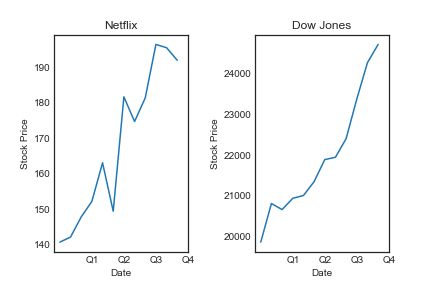 Netflix
Stock Price
190
180
170
160
150
140
Q1 Q2 Q3 Q4
Date
Dow Jones
Stock Price
24000
23000
22000
21000
20000
Q1 Q2 Q3 Q4
Date